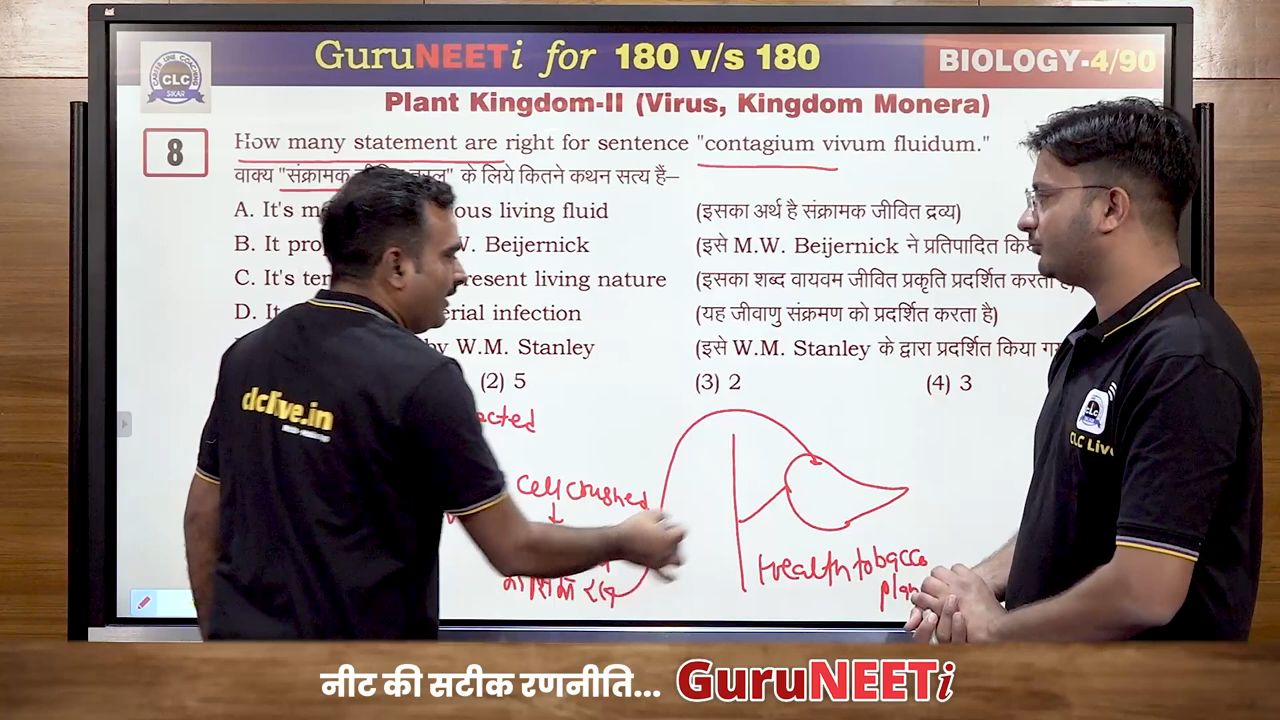 CLC
SIKAR
GuruNEETi for 180 v/s 180
BIOLOGY-4/90
Plant Kingdom-II (Virus, Kingdom Monera)
8
How many statement are right for sentence "contagium vivum fluidum."
वाक्य "संक्रामक के लिये कितने कथन सत्य हैं–
A. It's ous living fluid (इसका अर्थ है संक्रामक जीवित द्रव्य)
B. It W. Beijernick (इसे M.W. Beijernick ने प्रतिपादित
C. It's resent living nature (इसका शब्द वायवम जीवित प्रकृति प्रदर्शित करता है)
D. It erial infection (यह जीवाणु संक्रमण को प्रदर्शित करता है)
by W.M. Stanley (इसे W.M. Stanley के द्वारा प्रदर्शित किया
(2) 5 (3) 2 (4) 3
ected
Cell crushed
Health tobacco
clclive.in
CLC
CLC Live
नीट की सटीक रणनीति... GuruNEETi